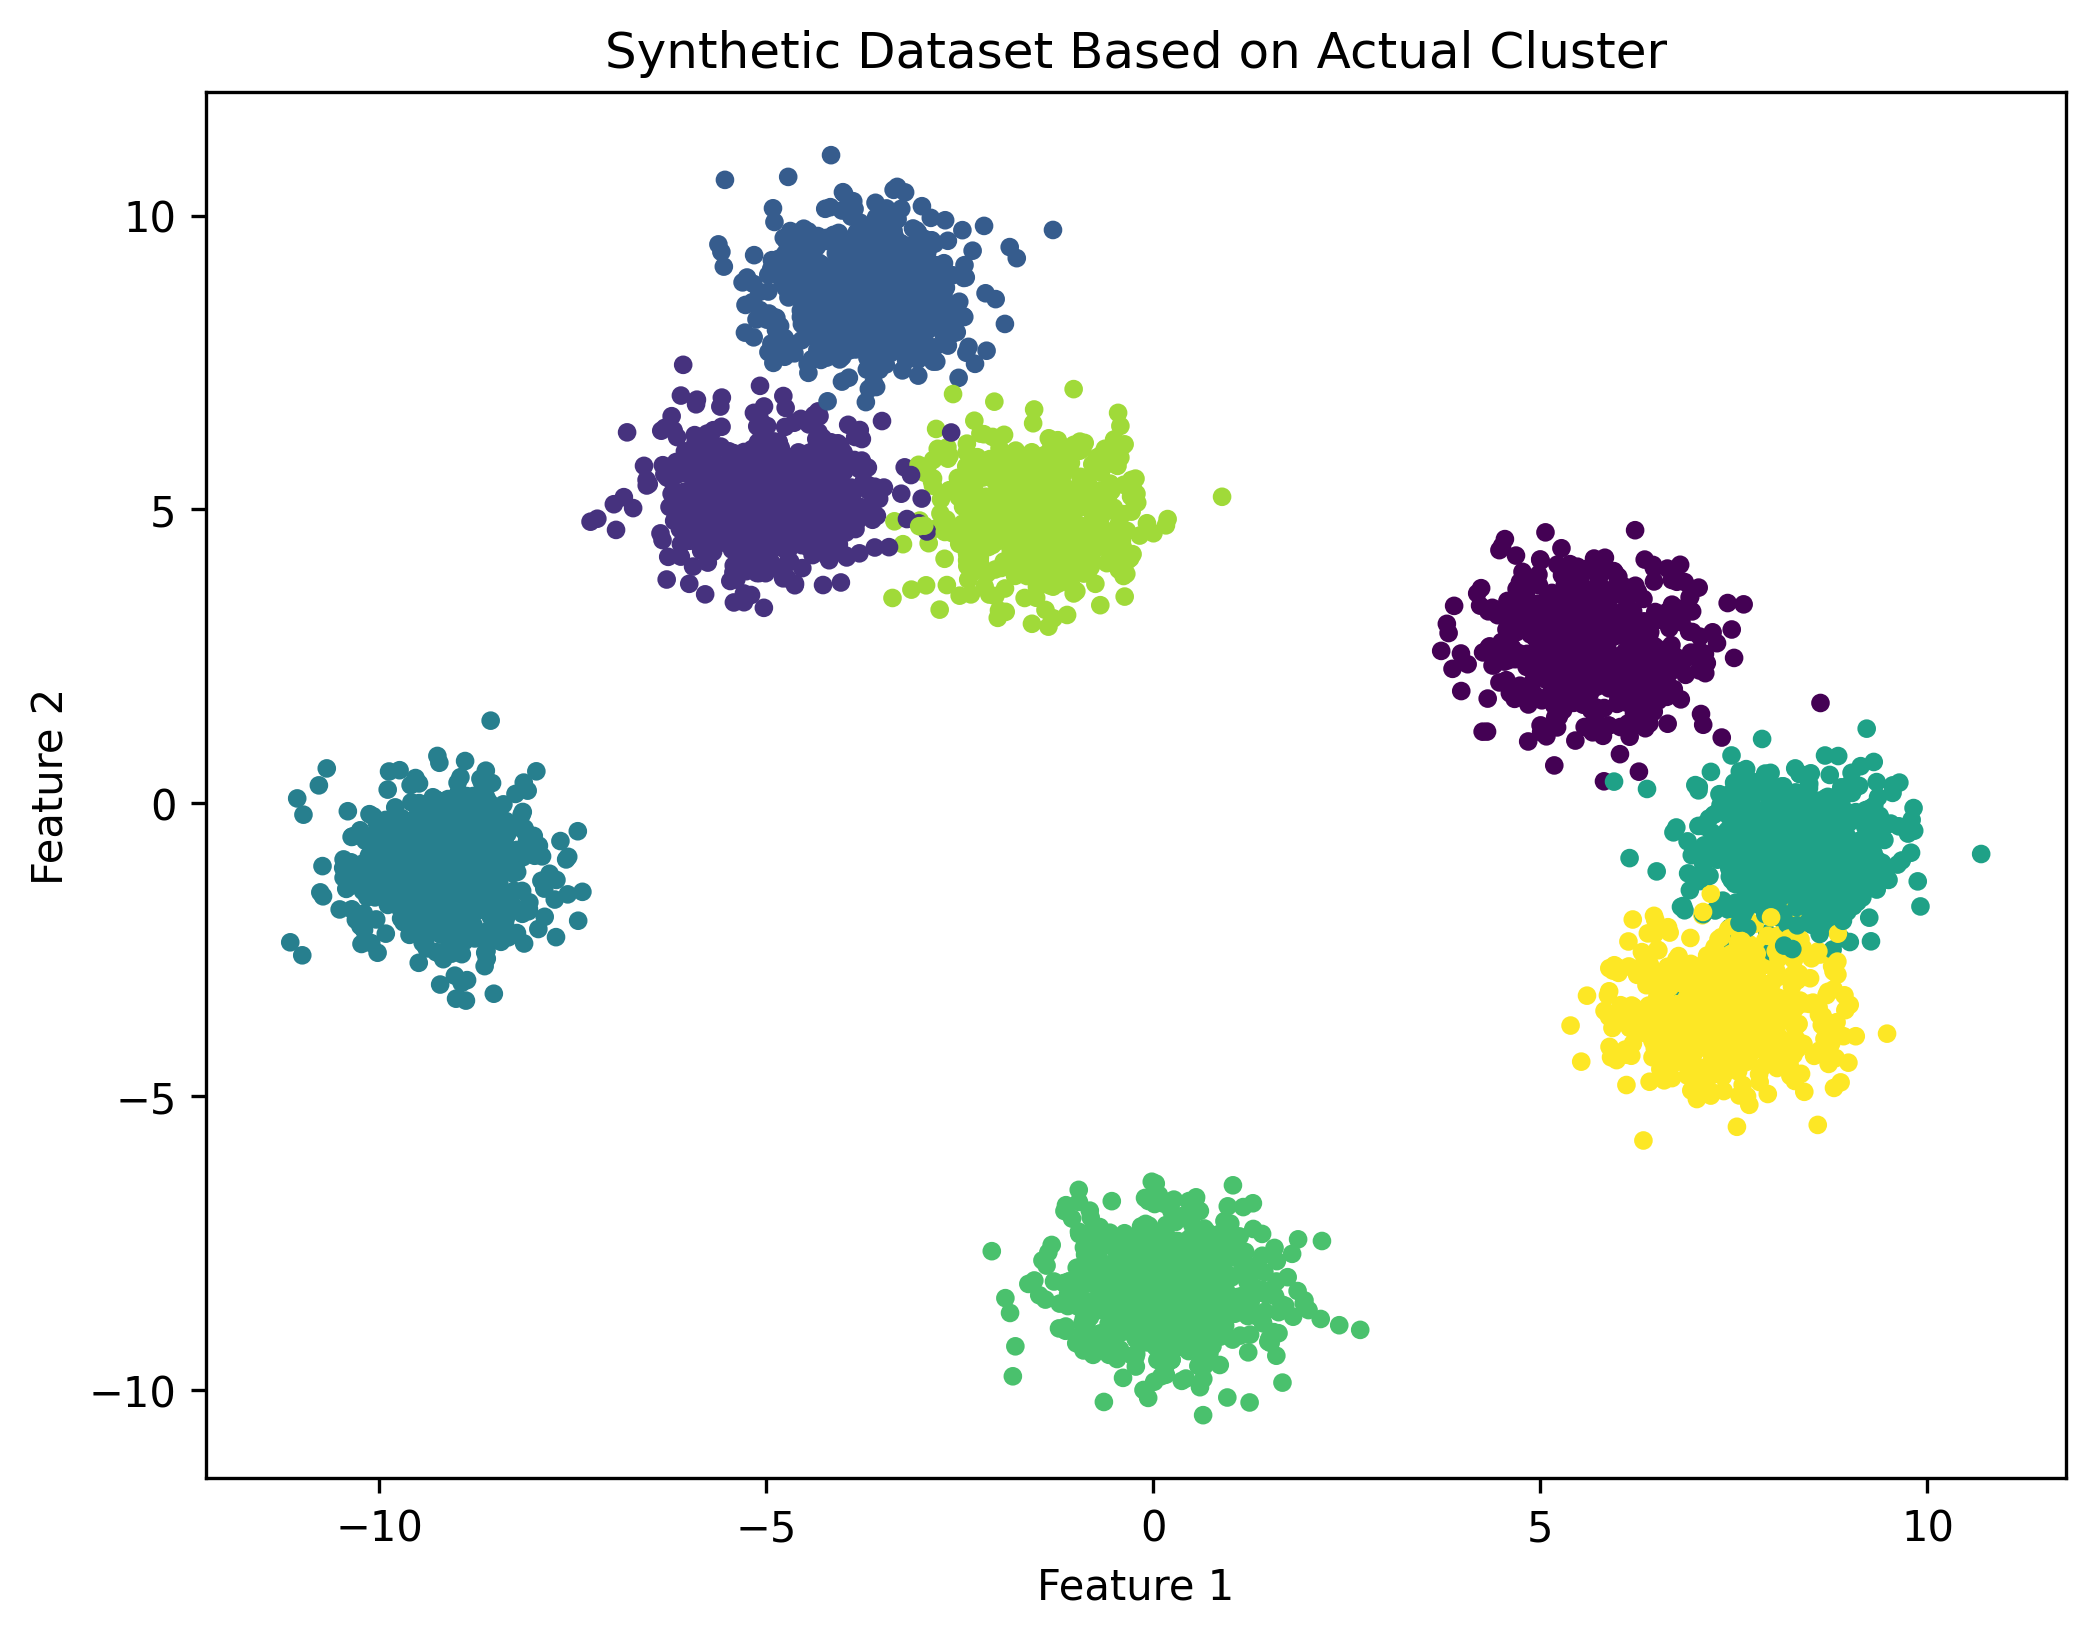 Synthetic Dataset Based on Actual Cluster
10
5
0
−5
−10
Feature 2
−10 −5 0 5 10
Feature 1